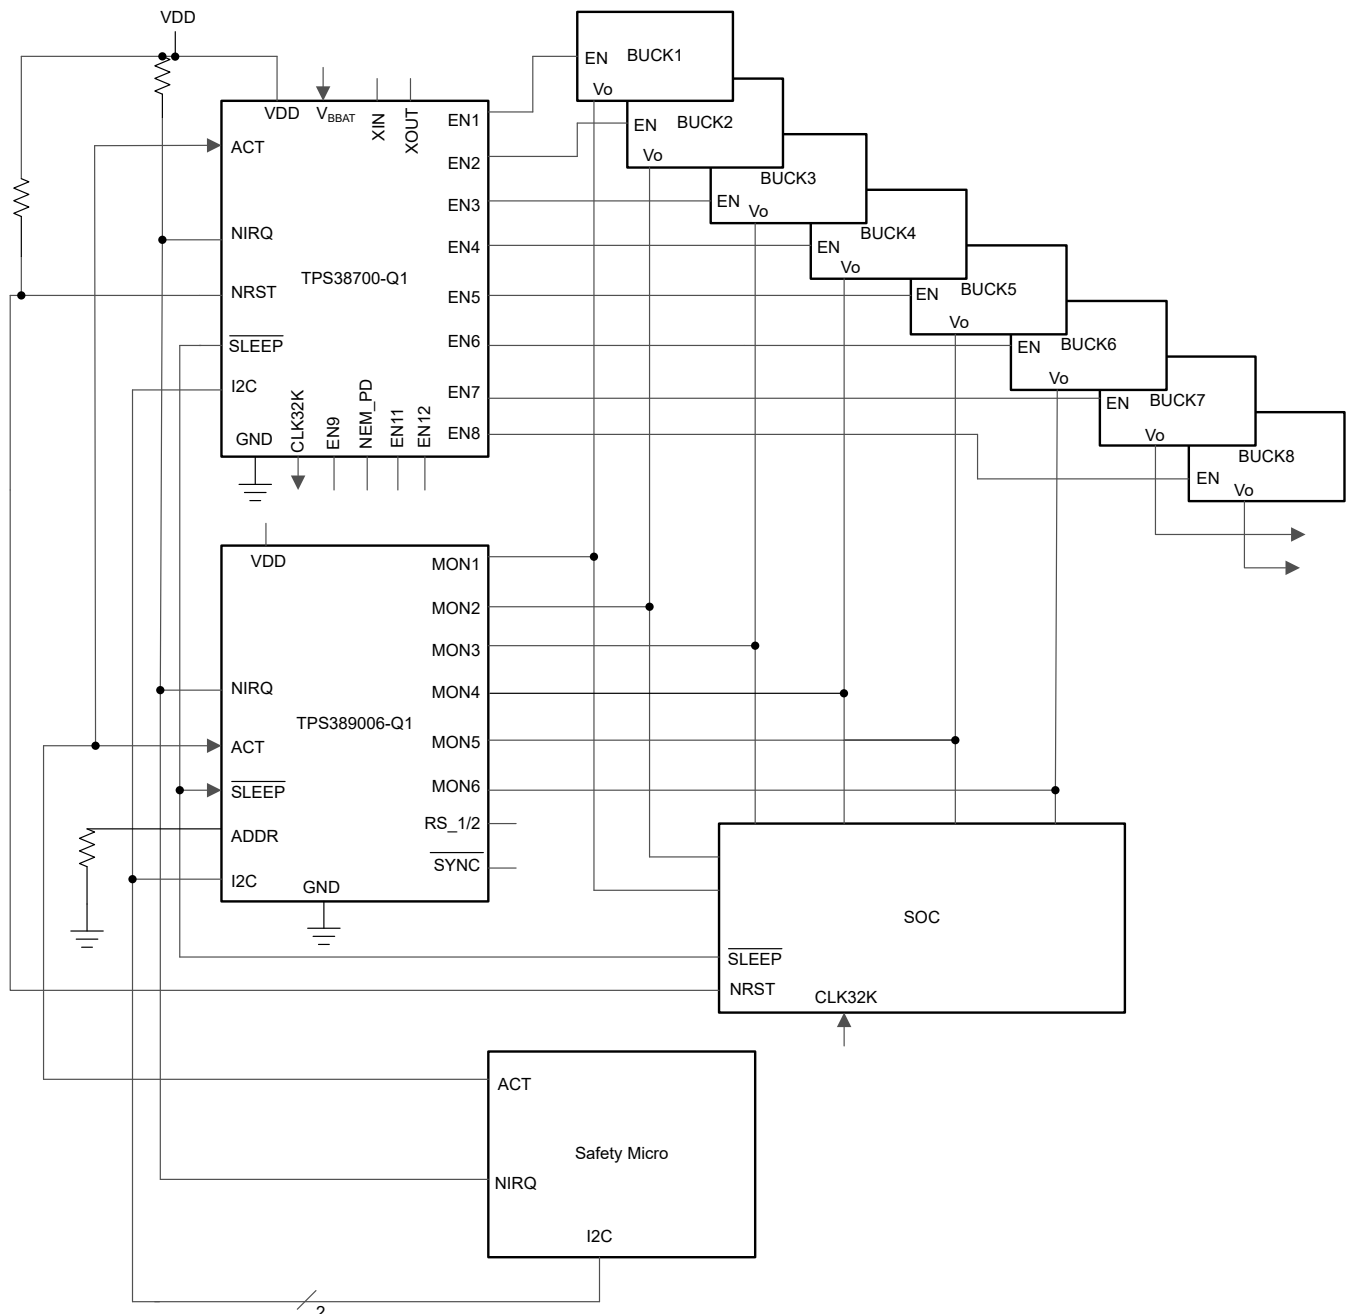 VDD
VDD
V_BBAT
XIN
XOUT
ACT
NIRQ
NRST
SLEEP
I2C
GND
TPS38700-Q1
CLK32K
EN9
NEM_PD
EN11
EN12
EN1
EN2
EN3
EN4
EN5
EN6
EN7
EN8
EN
BUCK1
Vo
EN
BUCK2
Vo
EN
BUCK3
Vo
EN
BUCK4
Vo
EN
BUCK5
Vo
EN
BUCK6
Vo
EN
BUCK7
Vo
EN
BUCK8
Vo
VDD
NIRQ
ACT
SLEEP
ADDR
I2C
GND
TPS389006-Q1
MON1
MON2
MON3
MON4
MON5
MON6
RS_1/2
SYNC
SOC
SLEEP
NRST
CLK32K
ACT
Safety Micro
NIRQ
I2C
2